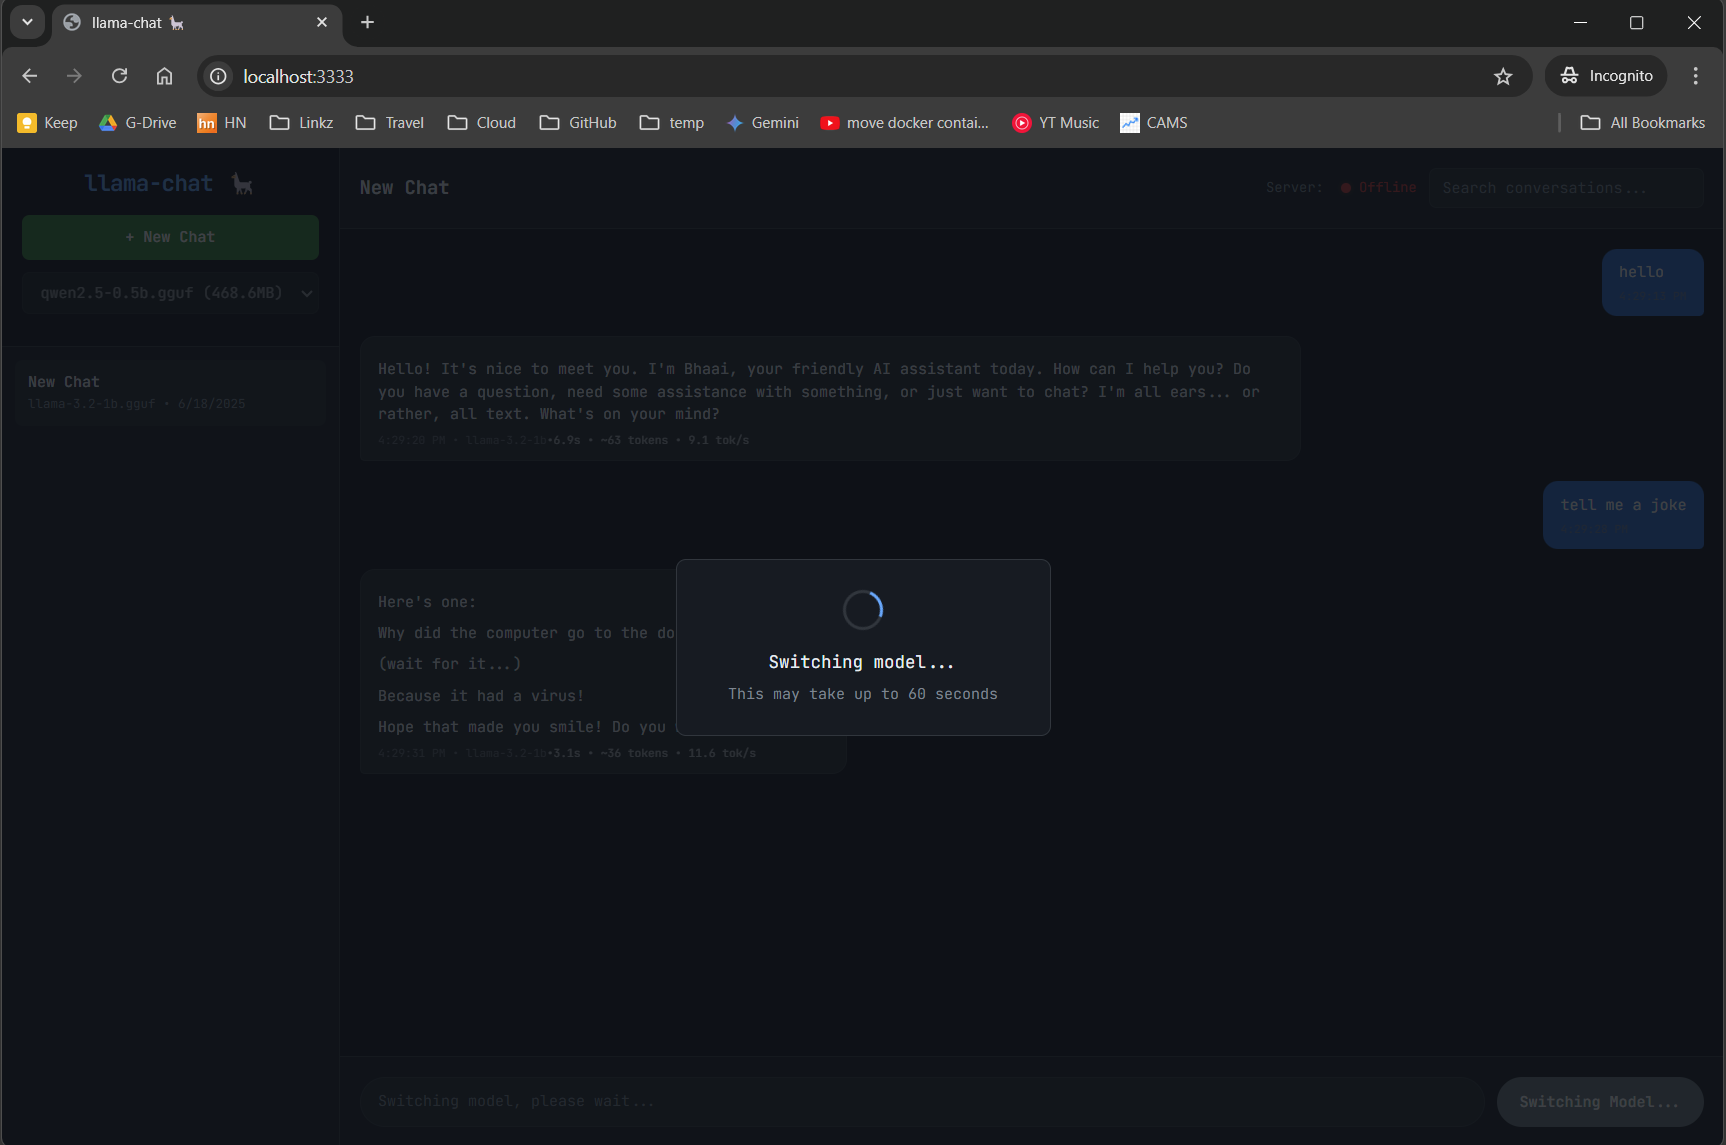 llama-chat
localhost:3333
Incognito
Keep
G-Drive
hn
HN
Linkz
Travel
Cloud
GitHub
temp
Gemini
move docker contai...
YT Music
CAMS
All Bookmarks
llama-chat
+ New Chat
qwen2.5-0.5b.gguf (468.6MB)
New Chat
llama-3.2-1b.gguf • 6/18/2025
New Chat
Server:
Offline
Search conversations...
hello
Hello! It's nice to meet you. I'm Bhaai, your friendly AI assistant today. How can I help you? Do
you have a question, need some assistance with something, or just want to chat? I'm all ears... or
rather, all text. What's on your mind?
4:29:20 PM • llama-3.2-1b•6.9s • ~63 tokens • 9.1 tok/s
tell me a joke
Here's one:
Why did the computer go to the do
(wait for it...)
Because it had a virus!
Hope that made you smile! Do you
4:29:31 PM • llama-3.2-1b•3.1s • ~36 tokens • 11.6 tok/s
Switching model...
This may take up to 60 seconds
Switching model, please wait...
Switching Model...